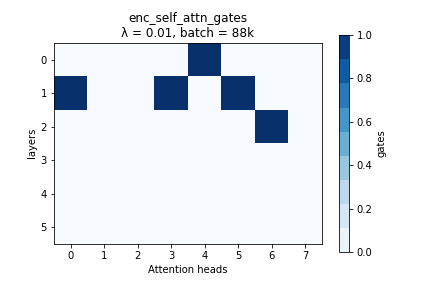 enc_self_attn_gates
λ = 0.01, batch = 88k
0
1
2
3
4
5
layers
0 1 2 3 4 5 6 7
Attention heads
1.0
0.8
0.6
0.4
0.2
0.0
gates